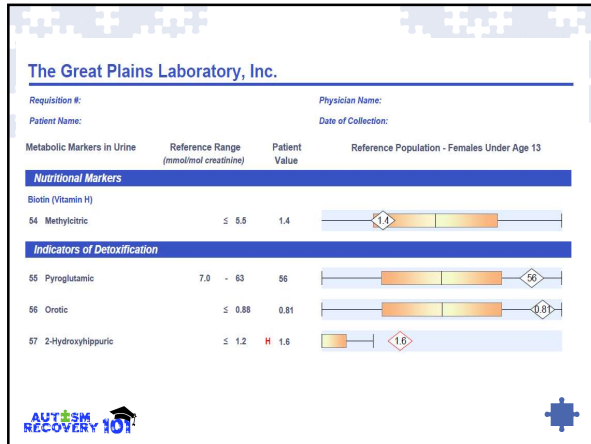 The Great Plains Laboratory, Inc.
Requisition #: Physician Name:
Patient Name: Date of Collection:
Metabolic Markers in Urine Reference Range Patient Reference Population - Females Under Age 13
(mmol/mol creatinine) Value
Nutritional Markers
Biotin (Vitamin H)
54 Methylcitric ≤ 5.5 1.4 1.4
Indicators of Detoxification
55 Pyroglutamic 7.0 - 63 56 56
56 Orotic ≤ 0.88 0.81 0.81
57 2-Hydroxyhippuric ≤ 1.2 H 1.6 1.6
AUTISM
RECOVERY 101